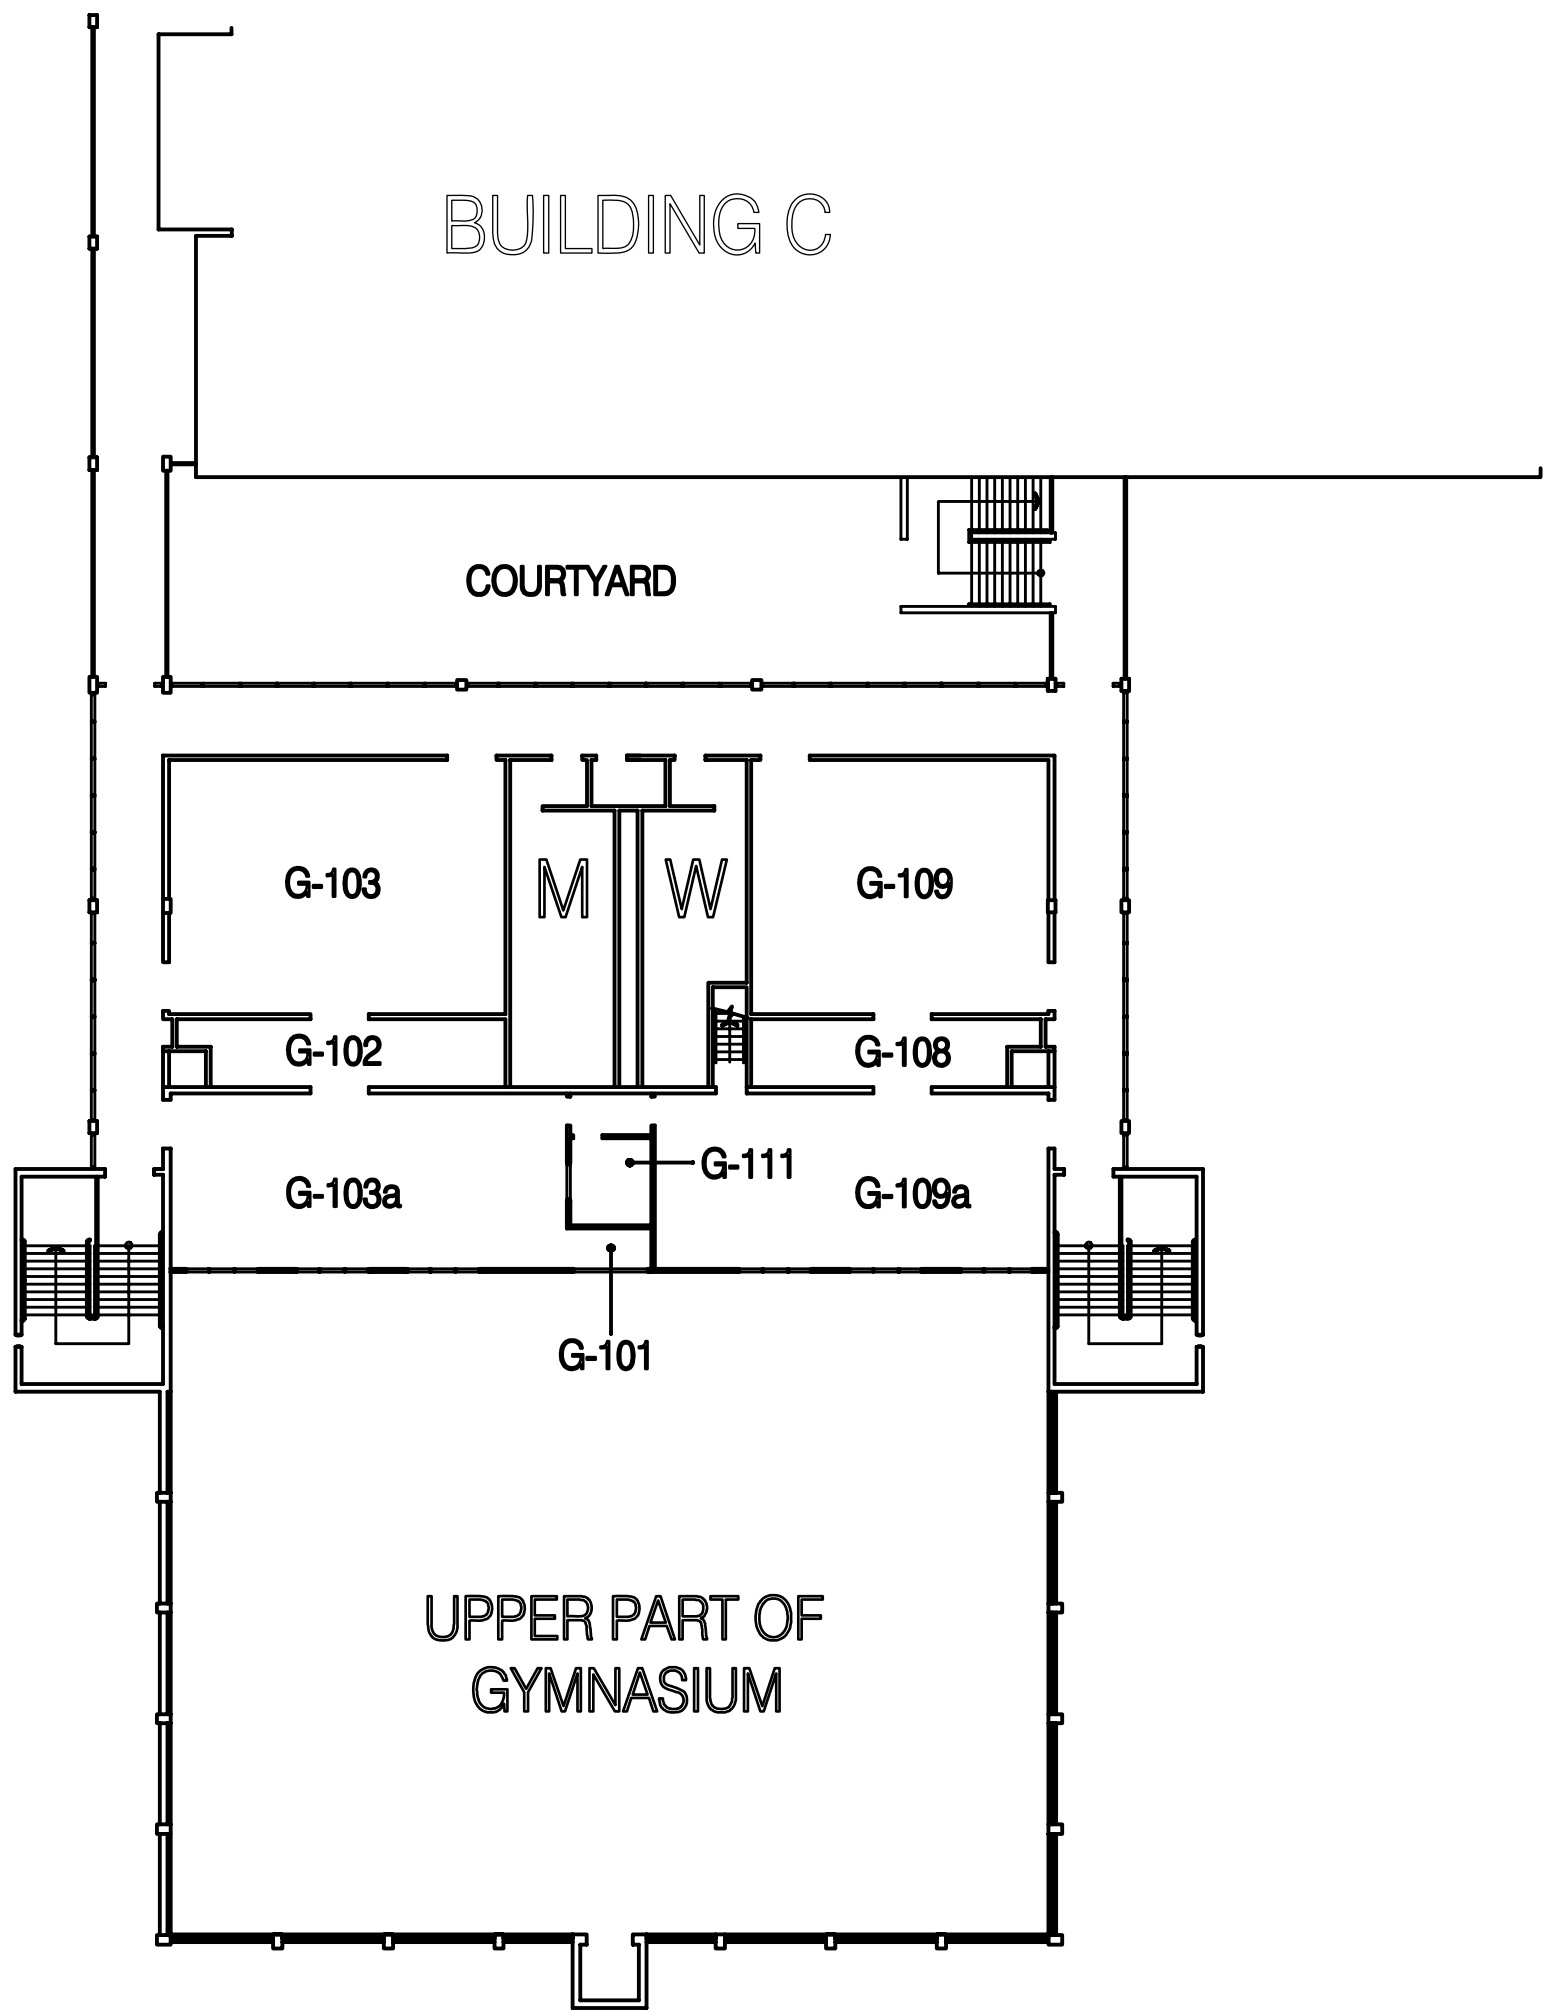 BUILDING C
COURTYARD
G-103
M
W
G-109
G-102
G-108
G-111
G-103a
G-109a
G-101
UPPER PART OF
GYMNASIUM